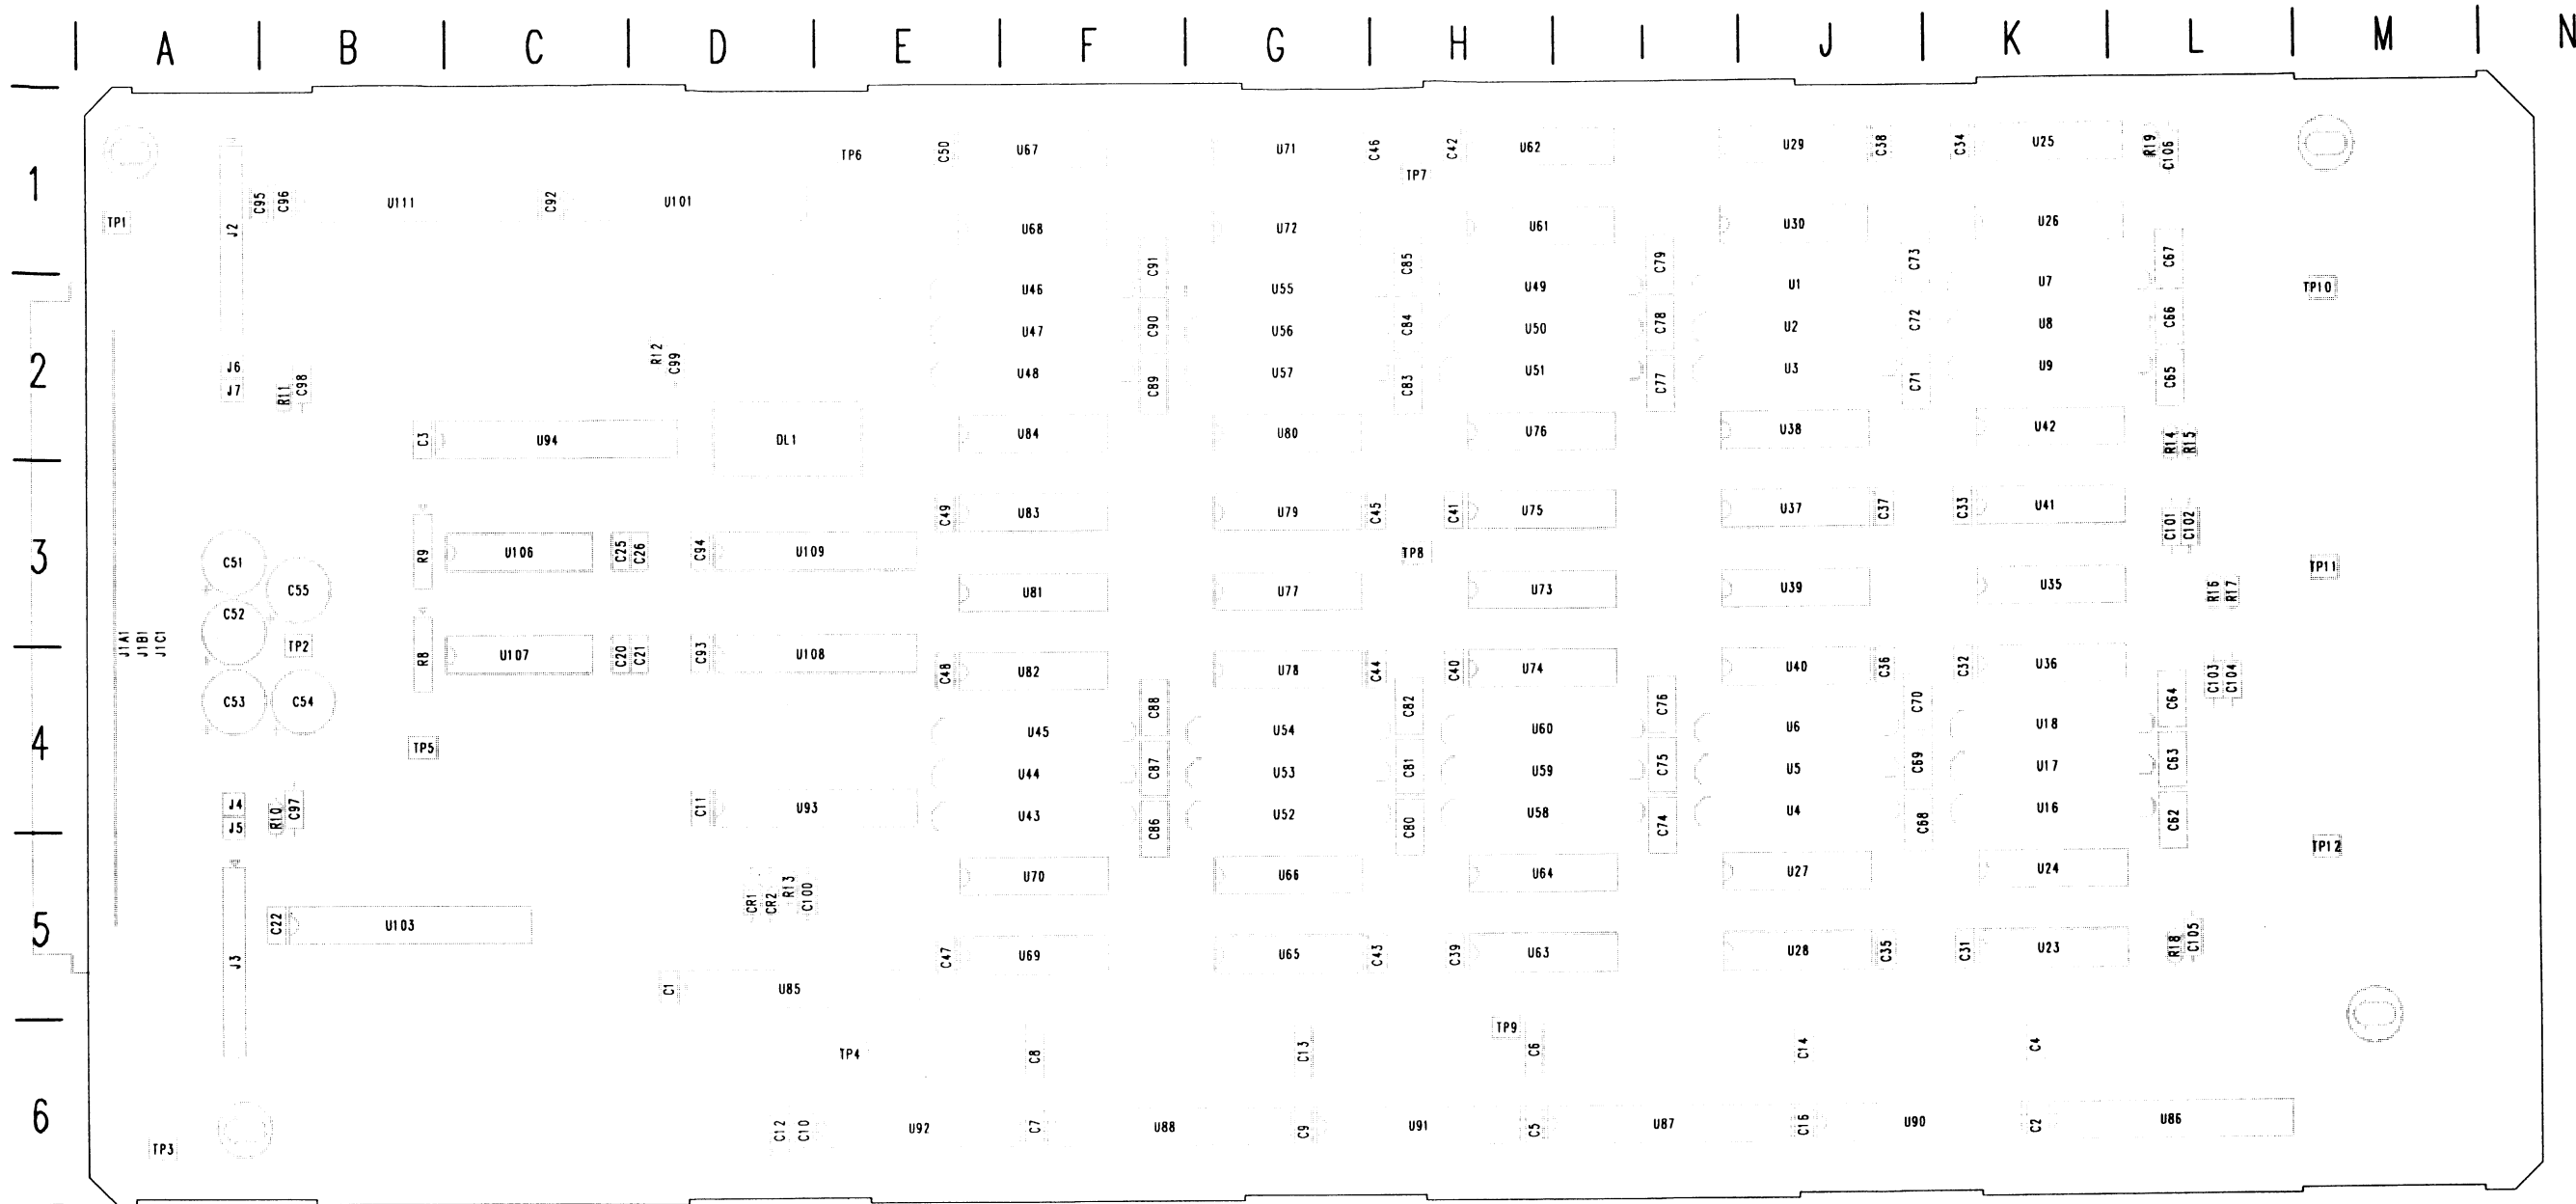 A B C D E F G H I J K L M N
1
TP6 C50 U67 U71 C46 C42 U62 U29 C38 C34 U25 R19 C106
TP7
TP1 J2 C95 C96 U111 C92 U101
U68 U72 U61 U30 U26
C91 C85 C79 C73 C67
U46 U55 U49 U1 U7 TP10
2
U47 C90 U56 C84 U50 C78 U2 C72 U8 C66
J6 R12 C99
J7 R11 C98 U48 C89 U57 C83 U51 C77 U3 C71 U9 C65
C3 U94 DL1 U84 U80 U76 U38 U42 R14 R15
3
C49 U83 U79 C45 C41 U75 U37 C37 C33 U41 C101 C102
R9 U106 C25 C26 C94 U109 TP8 TP11
C51 C55 U81 U77 U73 U39 U35 R16 R17
C52
J1A1 J1B1 J1C1 TP2 R8 U107 C20 C21 C93 U108 C48 U82 U78 C44 C40 U74 U40 C36 C32 U36 C103 C104
4
C53 C54 C88 C82 C76 C70 C64
TP5 U45 U54 U60 U6 U18
U44 C87 U53 C81 U59 C75 U5 C69 U17 C63
J4 R10 C97 C11 U93 U43 C86 U52 C80 U58 C74 U4 C68 U16 C62
J5 TP12
5
CR1 CR2 R13 C100 U70 U66 U64 U27 U24
J3 C22 U103 C47 U69 U65 C43 C39 U63 U28 C35 C31 U23 R18 C105
C1 U85
TP9
TP4 C8 C13 C6 C14 C4
6
TP3 C12 C10 U92 C7 U88 C9 U91 C5 U87 C16 U90 C2 U86